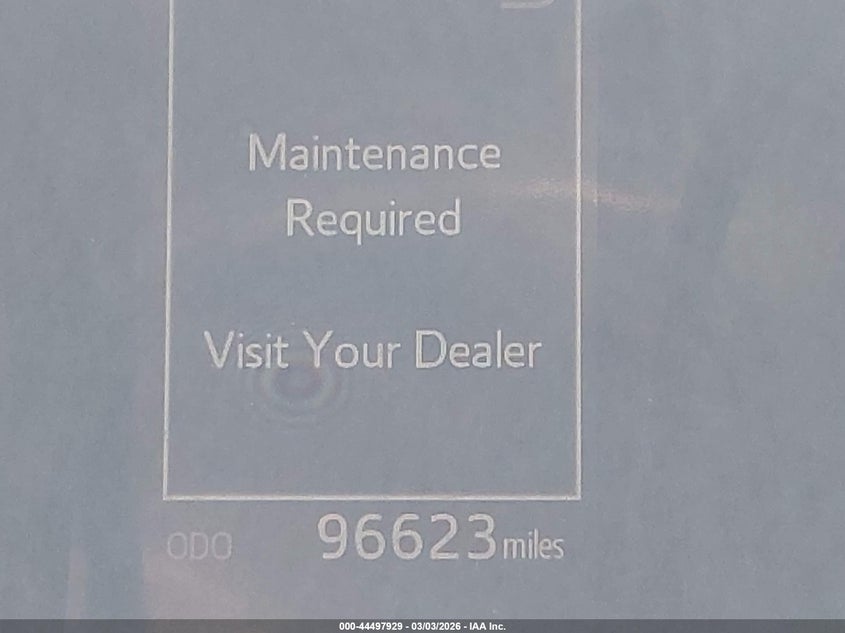 Maintenance
Required
Visit Your Dealer
ODO 96623 miles
000-44497929 - 03/03/2026 - IAA Inc.